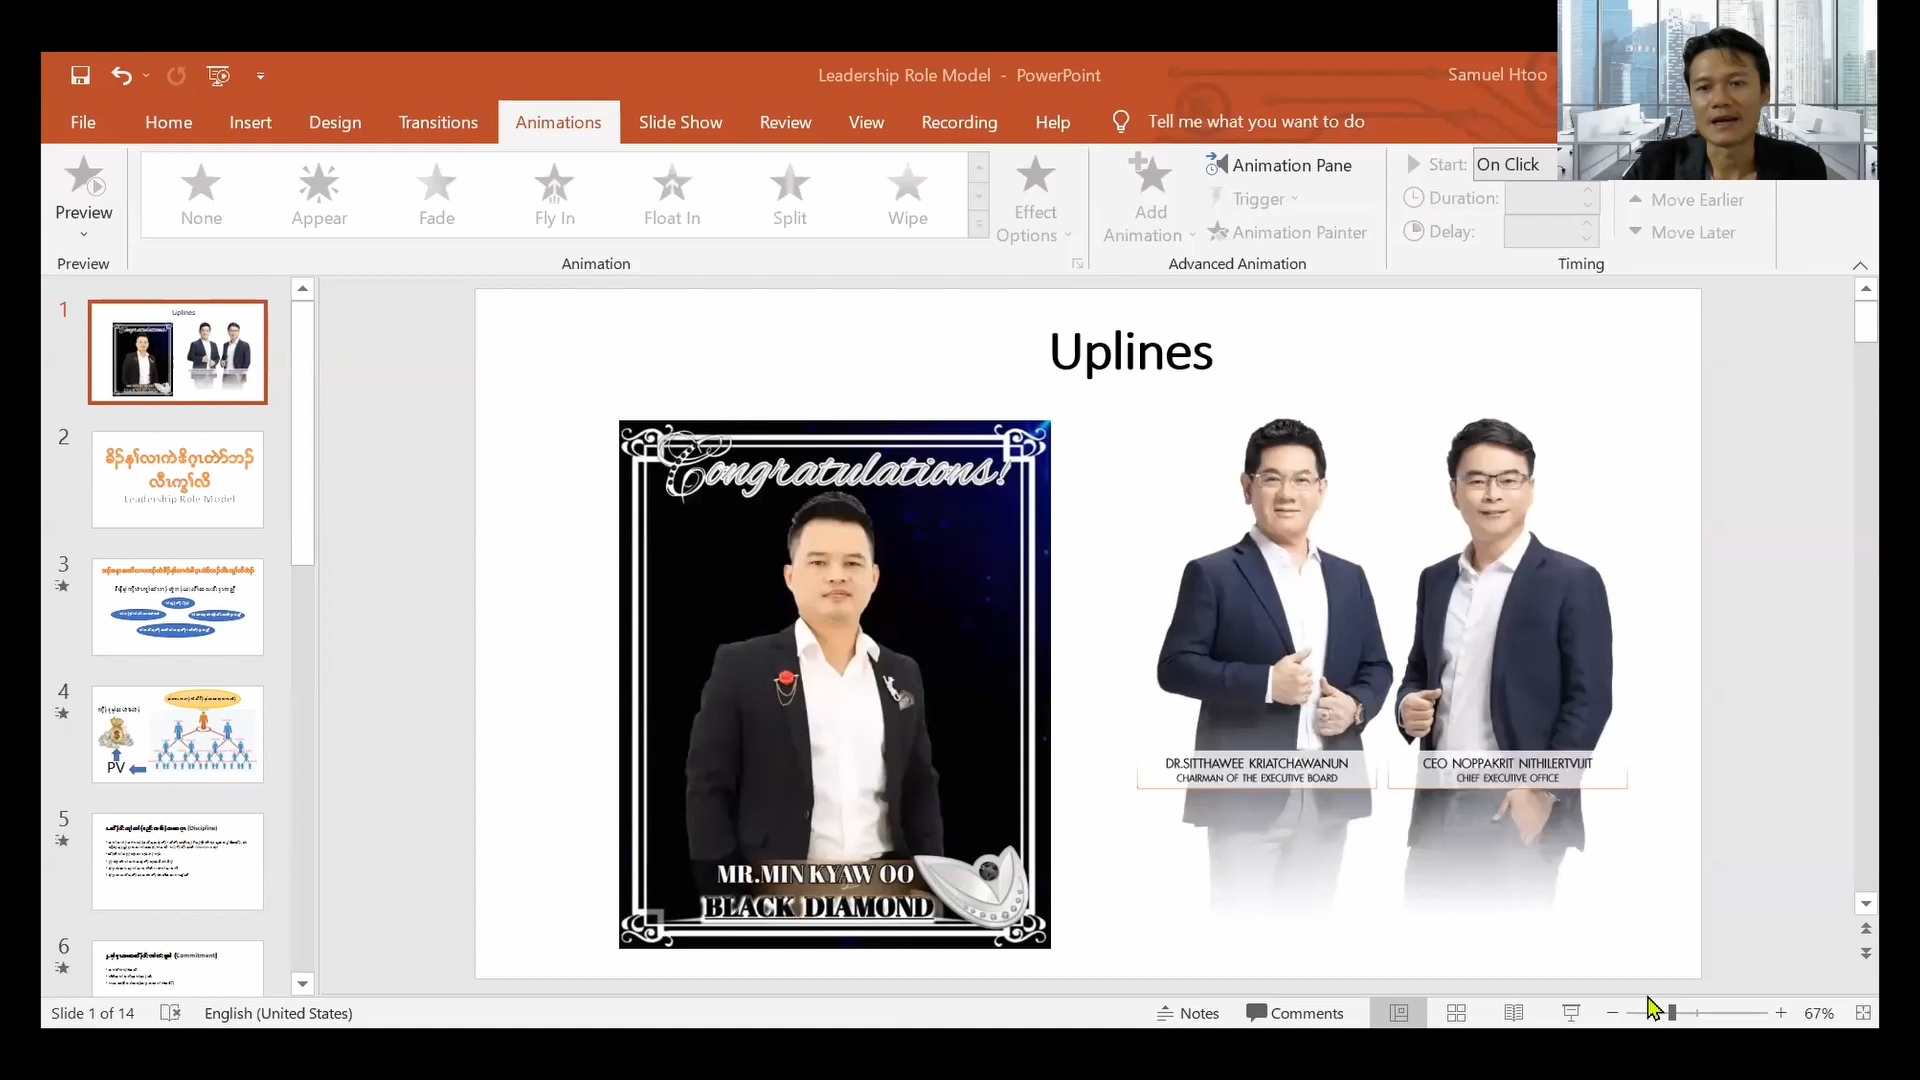 Leadership Role Model - PowerPoint
Samuel Htoo
File Home Insert Design Transitions Animations Slide Show Review View Recording Help Tell me what you want to do
Preview
None Appear Fade Fly In Float In Split Wipe
Effect Options
Add Animation
Animation Pane
Trigger
Animation Painter
Start: On Click
Duration:
Delay:
Move Earlier
Move Later
Preview Animation Advanced Animation Timing
1
Uplines
2
Leadership Role Model
3
4
PV
5
(Discipline)
6
(Commitment)
Uplines
Congratulations!
MR.MIN KYAW OO
BLACK DIAMOND
DR.SITTHAWEE KRIATCHAWANUN
CHAIRMAN OF THE EXECUTIVE BOARD
CEO NOPPAKRIT NITHILERTVIJIT
CHIEF EXECUTIVE OFFICE
Slide 1 of 14 English (United States) Notes Comments 67%